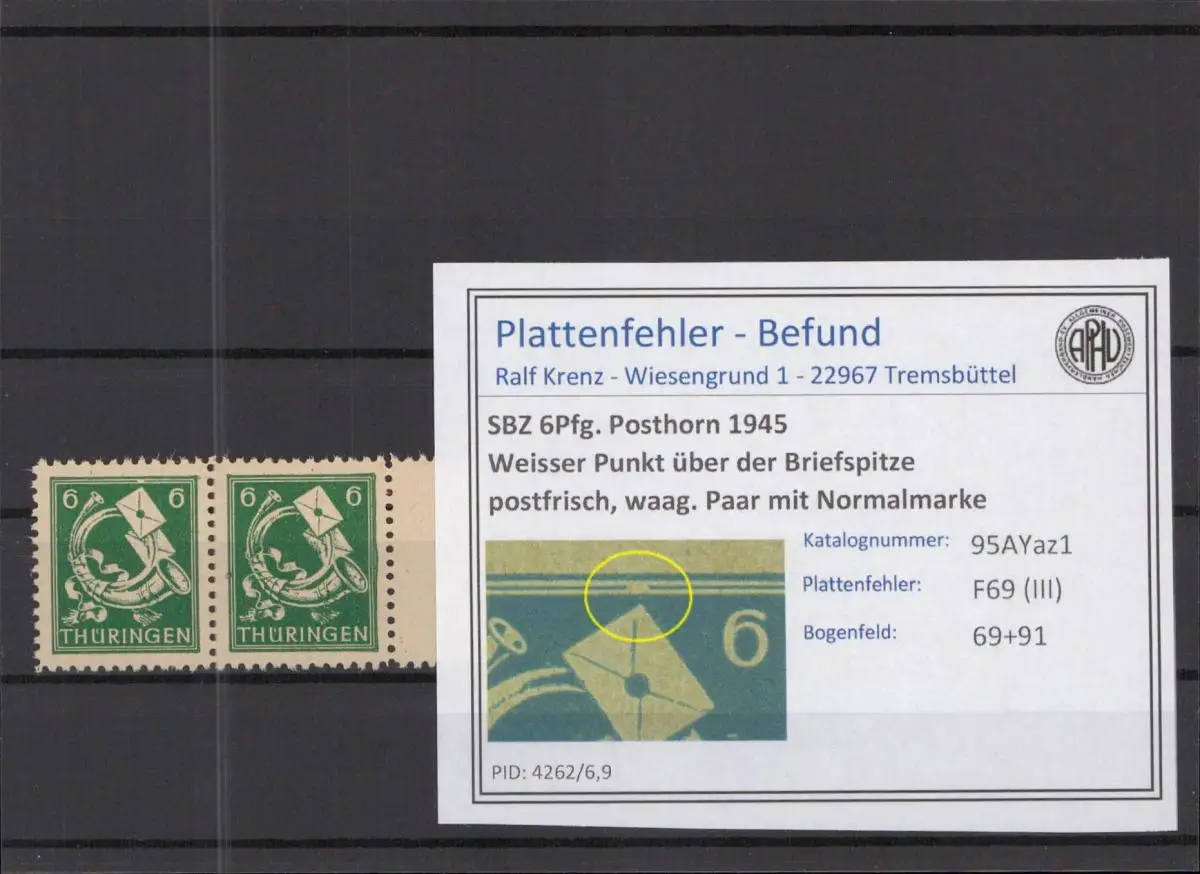 6 6
THÜRINGEN
6 6
THÜRINGEN
Plattenfehler - Befund
Ralf Krenz - Wiesengrund 1 - 22967 Tremsbüttel
APHV
SBZ 6Pfg. Posthorn 1945
Weisser Punkt über der Briefspitze
postfrisch, waag. Paar mit Normalmarke
6
Katalognummer: 95AYaz1
Plattenfehler: F69 (III)
Bogenfeld: 69+91
PID: 4262/6,9